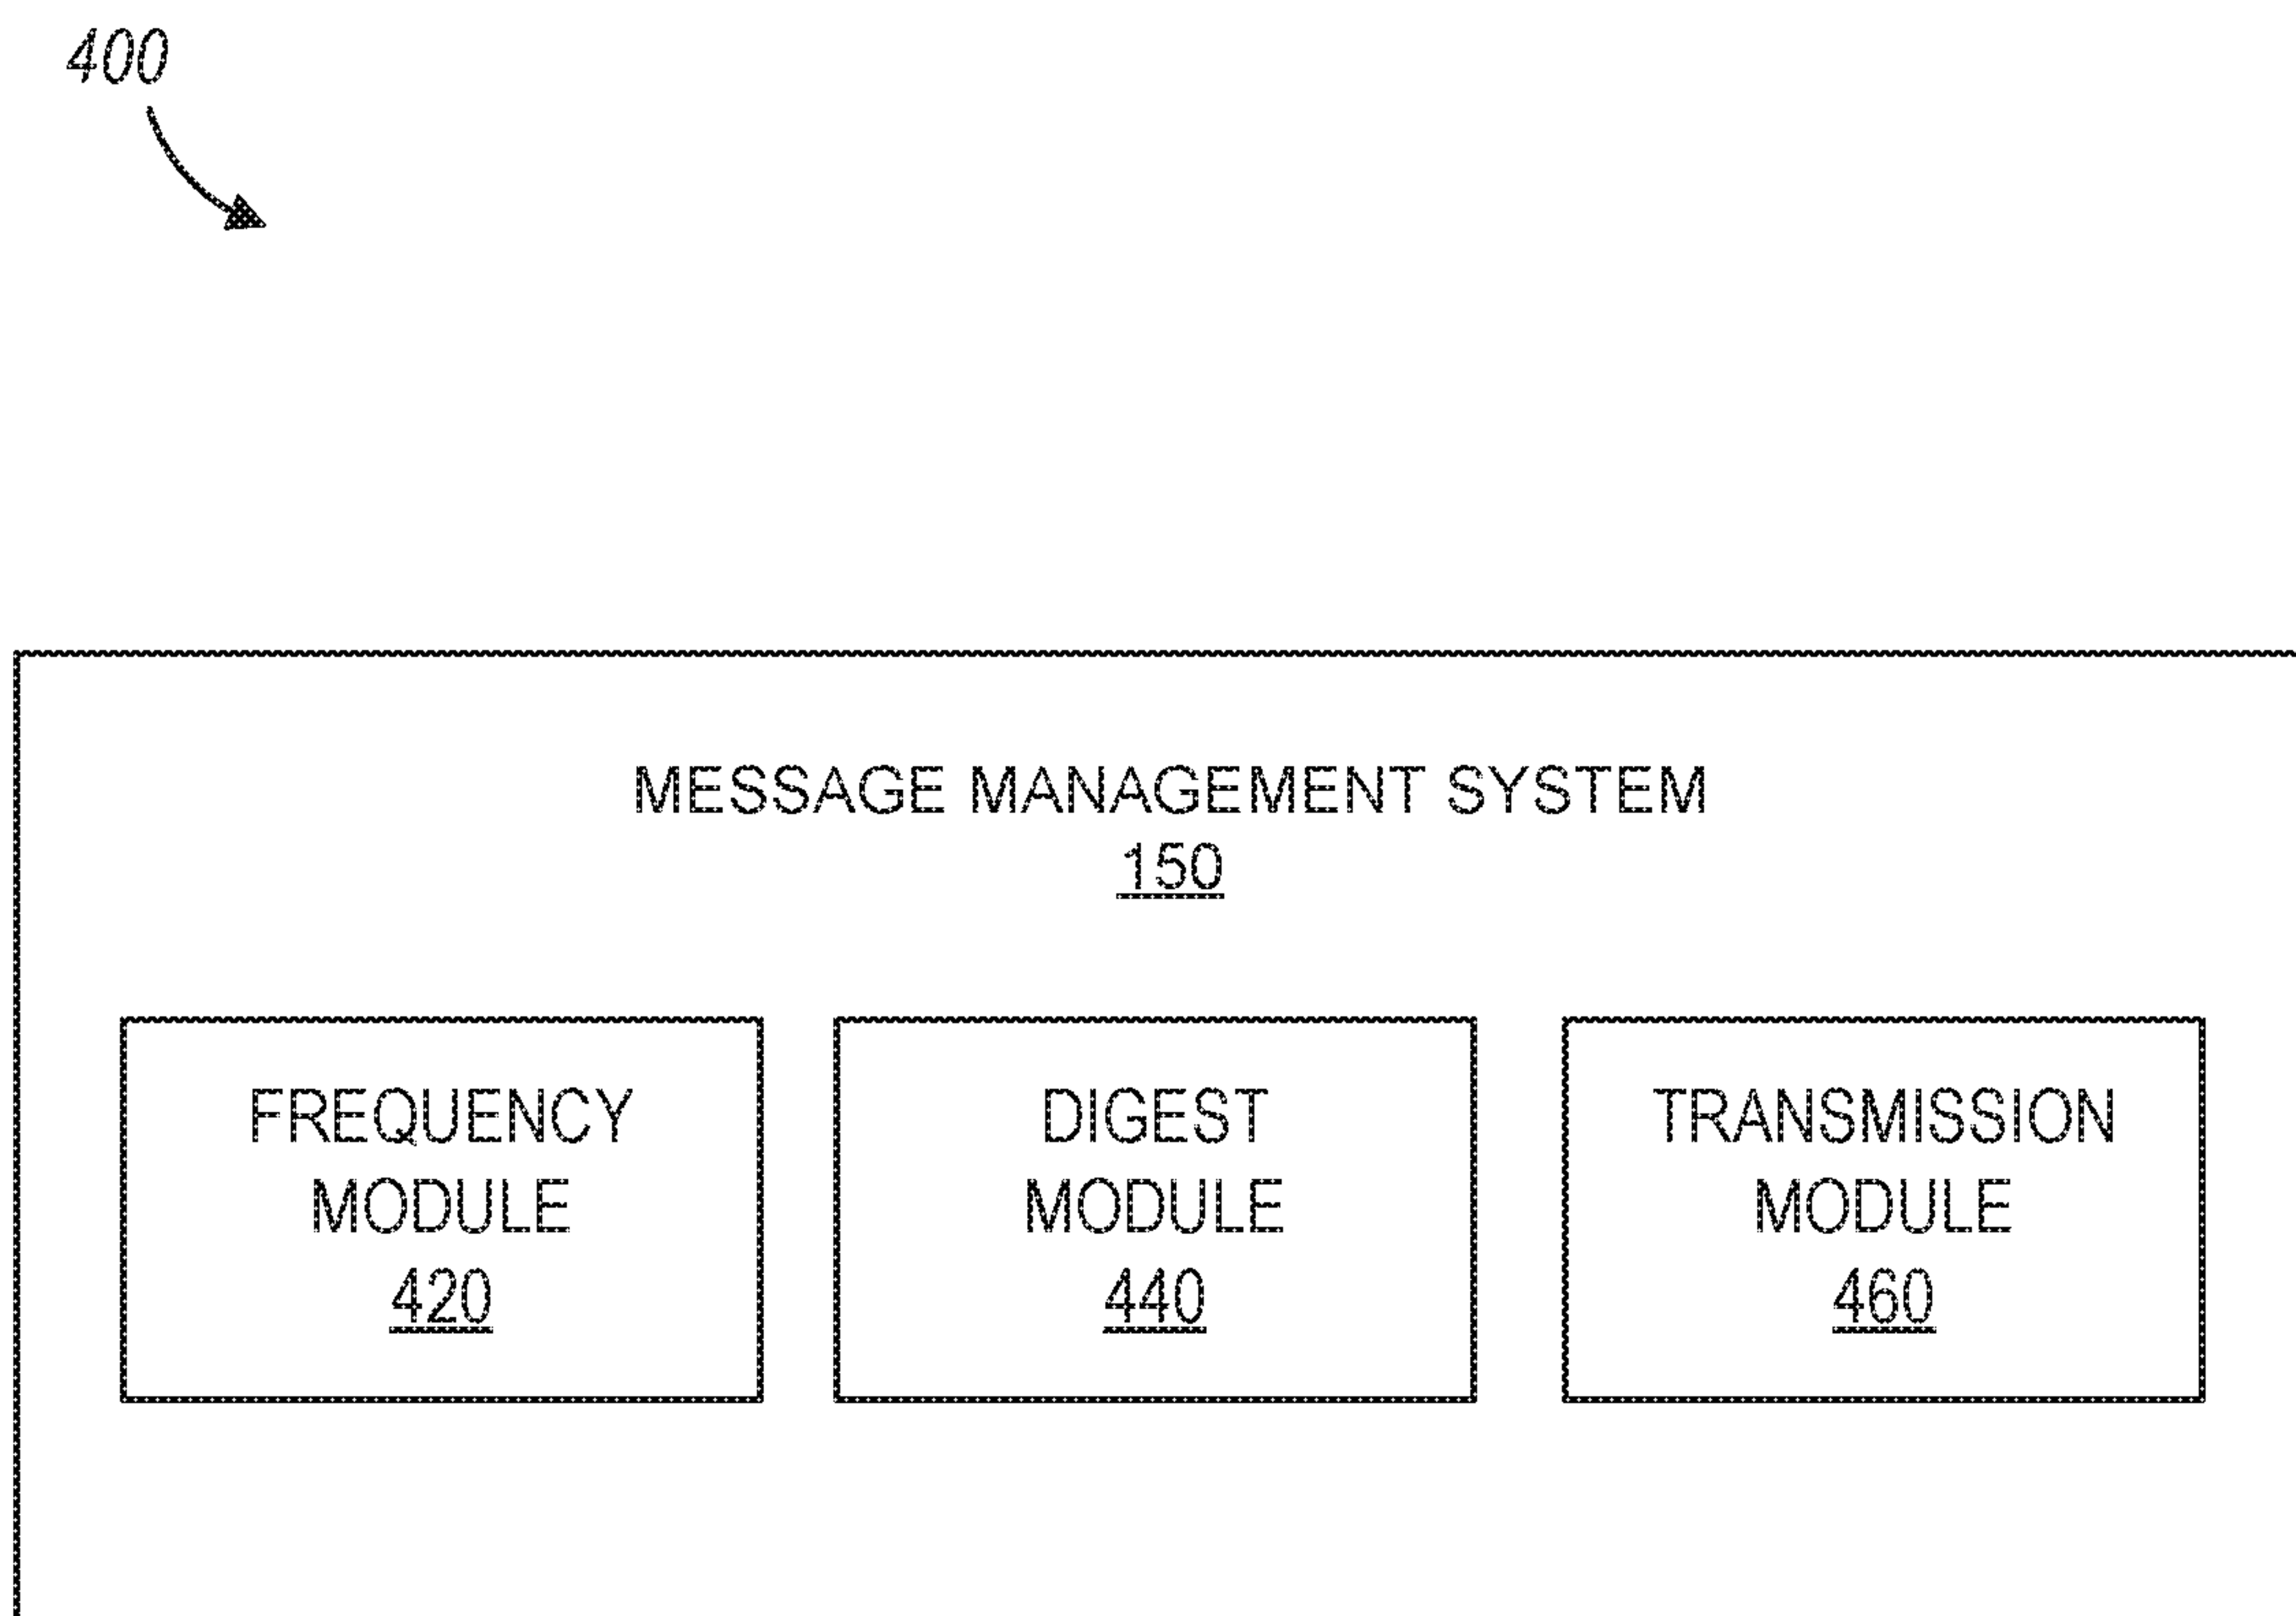 400
MESSAGE MANAGEMENT SYSTEM
150
FREQUENCY
MODULE
420
DIGEST
MODULE
440
TRANSMISSION
MODULE
460